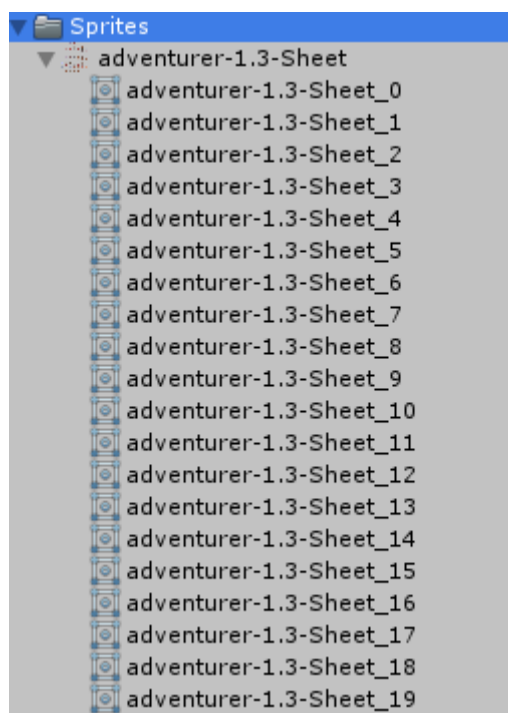 Sprites
adventurer-1.3-Sheet
adventurer-1.3-Sheet_0
adventurer-1.3-Sheet_1
adventurer-1.3-Sheet_2
adventurer-1.3-Sheet_3
adventurer-1.3-Sheet_4
adventurer-1.3-Sheet_5
adventurer-1.3-Sheet_6
adventurer-1.3-Sheet_7
adventurer-1.3-Sheet_8
adventurer-1.3-Sheet_9
adventurer-1.3-Sheet_10
adventurer-1.3-Sheet_11
adventurer-1.3-Sheet_12
adventurer-1.3-Sheet_13
adventurer-1.3-Sheet_14
adventurer-1.3-Sheet_15
adventurer-1.3-Sheet_16
adventurer-1.3-Sheet_17
adventurer-1.3-Sheet_18
adventurer-1.3-Sheet_19